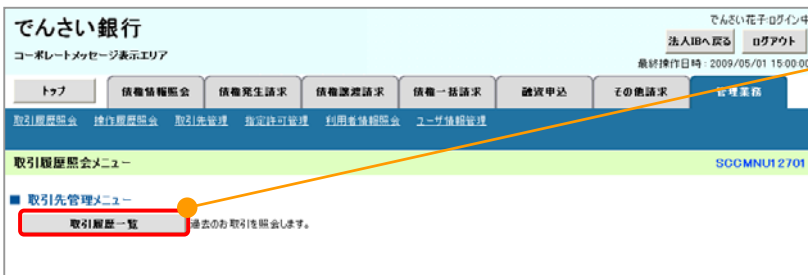 でんさい銀行
コーポレートメッセージ表示エリア
でんさい花子:ログイン中
法人IBへ戻る ログアウト
最終操作日時:2009/05/01 15:00:00
トップ 債権情報照会 債権発生請求 債権譲渡請求 債権一括請求 融資申込 その他請求 管理業務
取引履歴照会 操作履歴照会 取引先管理 指定許可管理 利用者情報照会 ユーザ情報管理
取引履歴照会メニュー SCCMNU12701
■ 取引先管理メニュー
取引履歴一覧 過去のお取引を照会します。